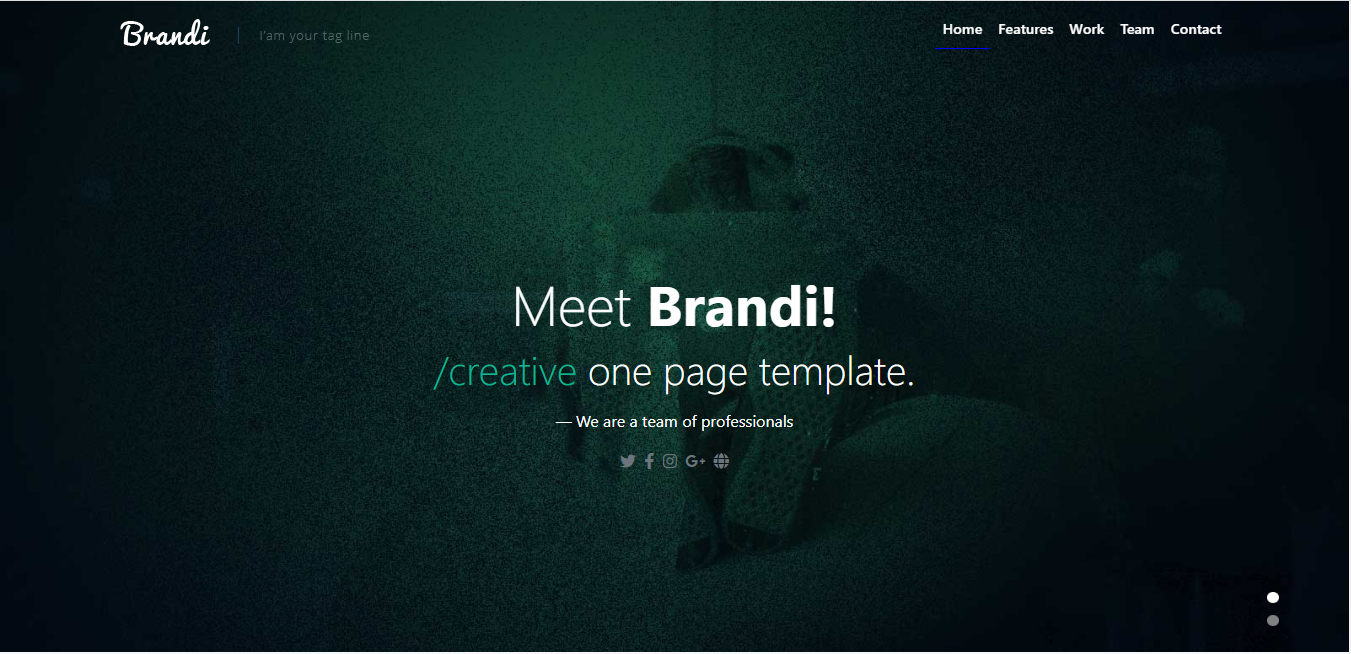 Brandi
I'am your tag line
Home Features Work Team Contact
Meet Brandi!
/creative one page template.
— We are a team of professionals